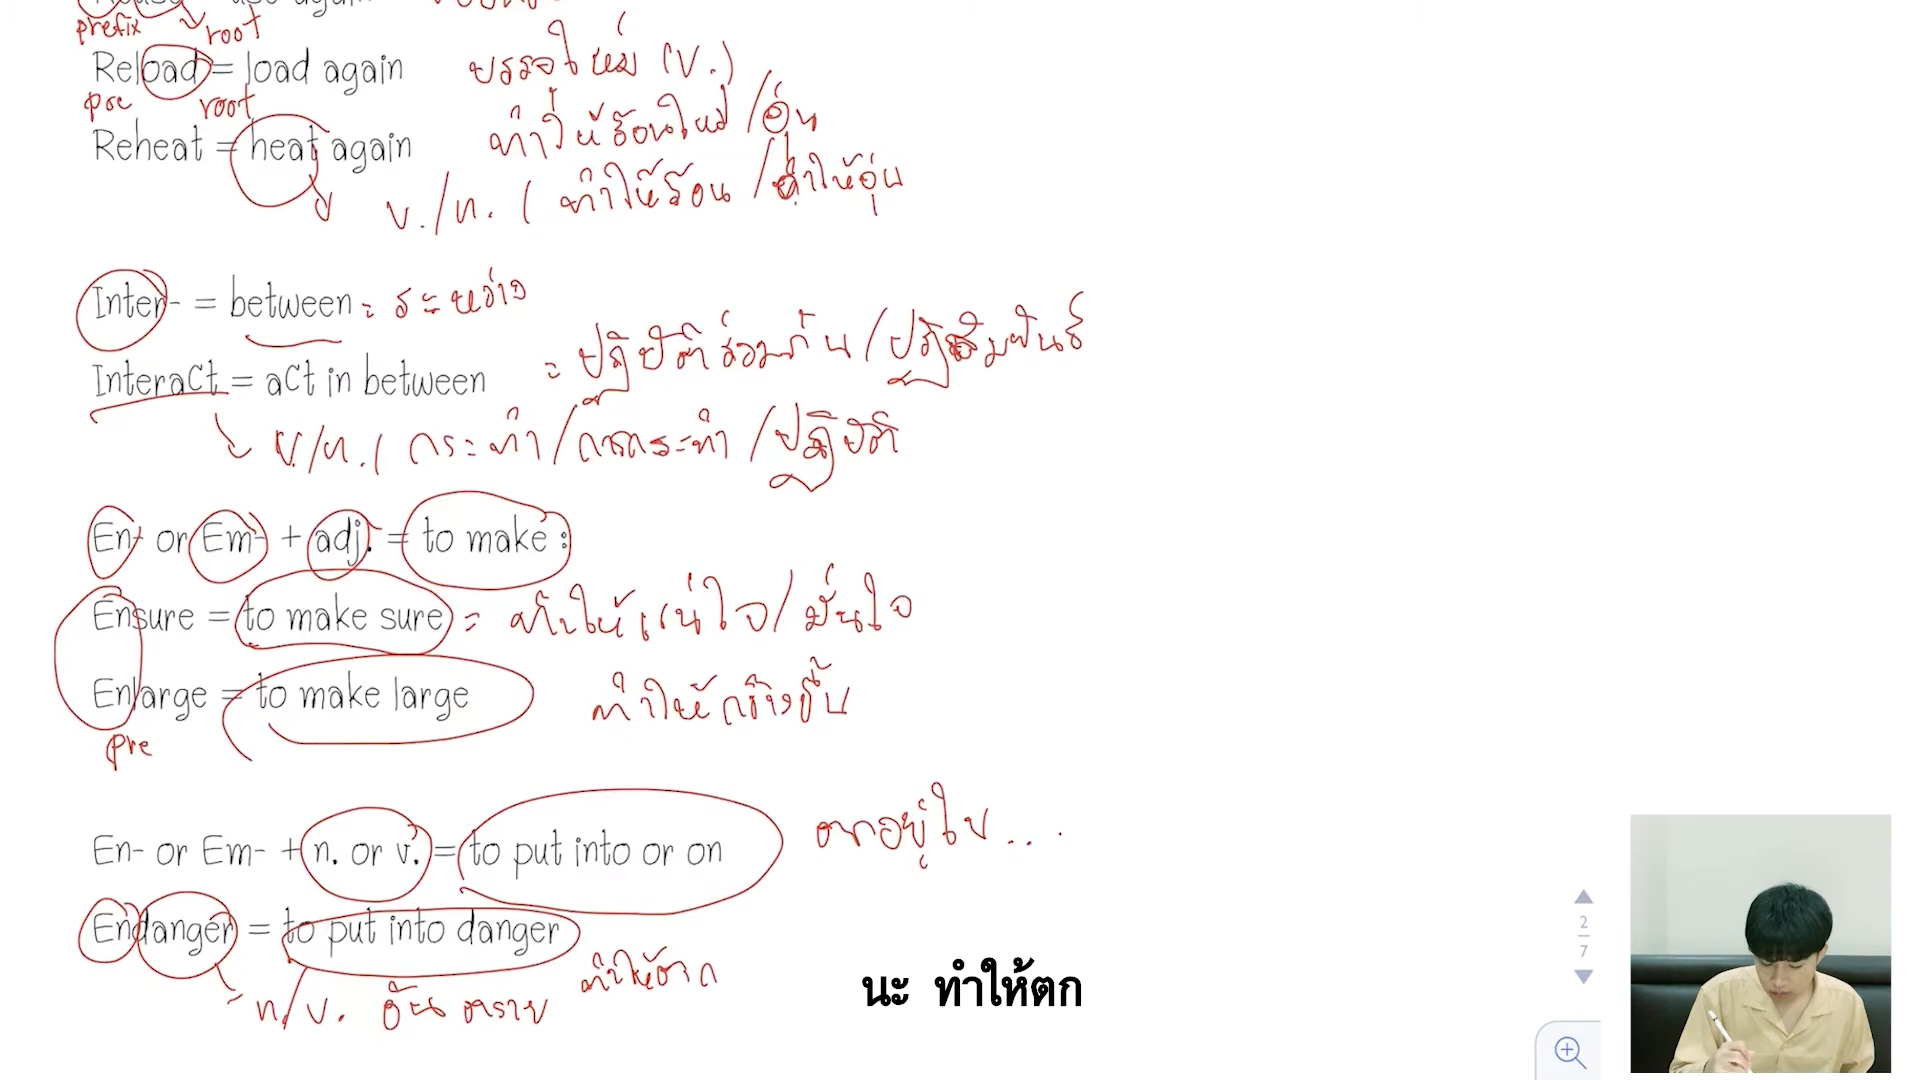 prefix root
Reload = load again บรรจุใหม่ (v.)
pre root
Reheat = heat again ทำให้ร้อนใหม่ / อุ่น
v./n. ( ทำให้ร้อน / ทำให้อุ่น
Inter- = between = ระหว่าง
Interact = act in between = ปฏิบัติร่วมกัน / ปฏิสัมพันธ์
v./n. ( กระทำ / การกระทำ / ปฏิบัติ
En- or Em- + adj. = to make :
Ensure = to make sure = ทำให้แน่ใจ / มั่นใจ
Enlarge = to make large ทำให้กว้างขึ้น
pre
En- or Em- + n. or v. = to put into or on ตกอยู่ใน ...
Endanger = to put into danger
= n/v. อันตราย ทำให้ตก
นะ ทำให้ตก
2
7